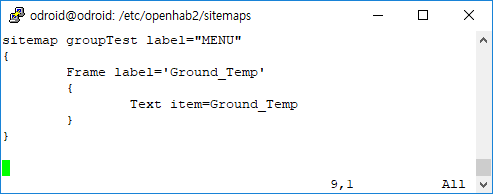 odroid@odroid: /etc/openhab2/sitemaps
sitemap groupTest label="MENU"
{
        Frame label='Ground_Temp'
        {
                Text item=Ground_Temp
        }
}
9,1 All